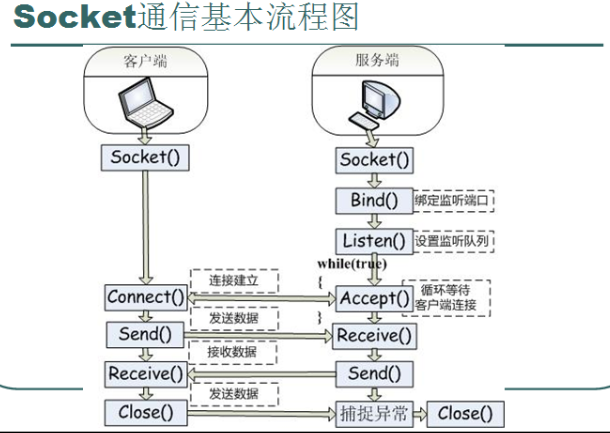 Socket通信基本流程图
客户端
服务端
Socket()
Socket()
Bind()
绑定监听端口
Listen()
设置监听队列
while(true)
{
连接建立
Connect()
Accept()
循环等待
客户端连接
}
发送数据
Send()
Receive()
接收数据
Receive()
Send()
发送数据
Close()
捕捉异常
Close()